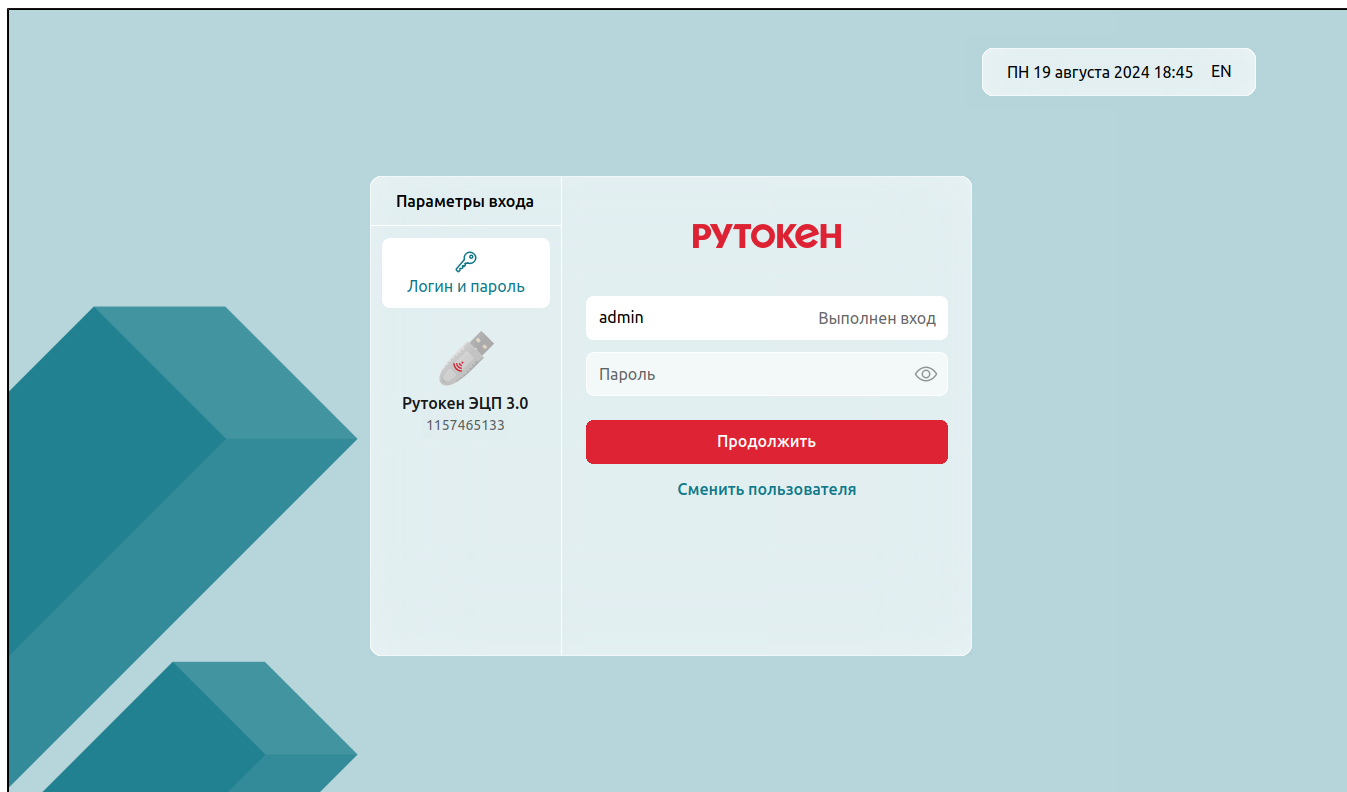 ПН 19 августа 2024 18:45 EN
Параметры входа
Логин и пароль
Рутокен ЭЦП 3.0
1157465133
РУТОКЕН
admin Выполнен вход
Пароль
Продолжить
Сменить пользователя